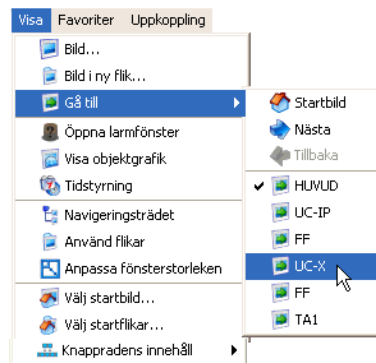 Visa Favoriter Uppkoppling
Bild...
Bild i ny flik...
Gå till
Öppna larmfönster
Visa objektgrafik
Tidstyrning
Navigeringsträdet
Använd flikar
Anpassa fönsterstorleken
Välj startbild...
Välj startflikar...
Knappradens innehåll
Startbild
Nästa
Tillbaka
HUVUD
UC-IP
FF
UC-X
FF
TA1